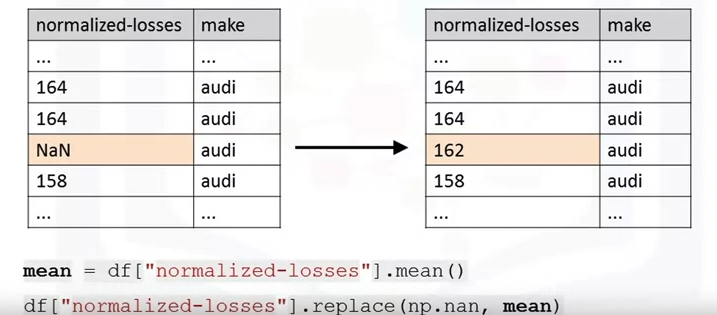 normalized-losses make normalized-losses make
... ... ... ...
164 audi 164 audi
164 audi 164 audi
NaN audi 162 audi
158 audi 158 audi
... ... ... ...
mean = df["normalized-losses"].mean()
df["normalized-losses"].replace(np.nan, mean)